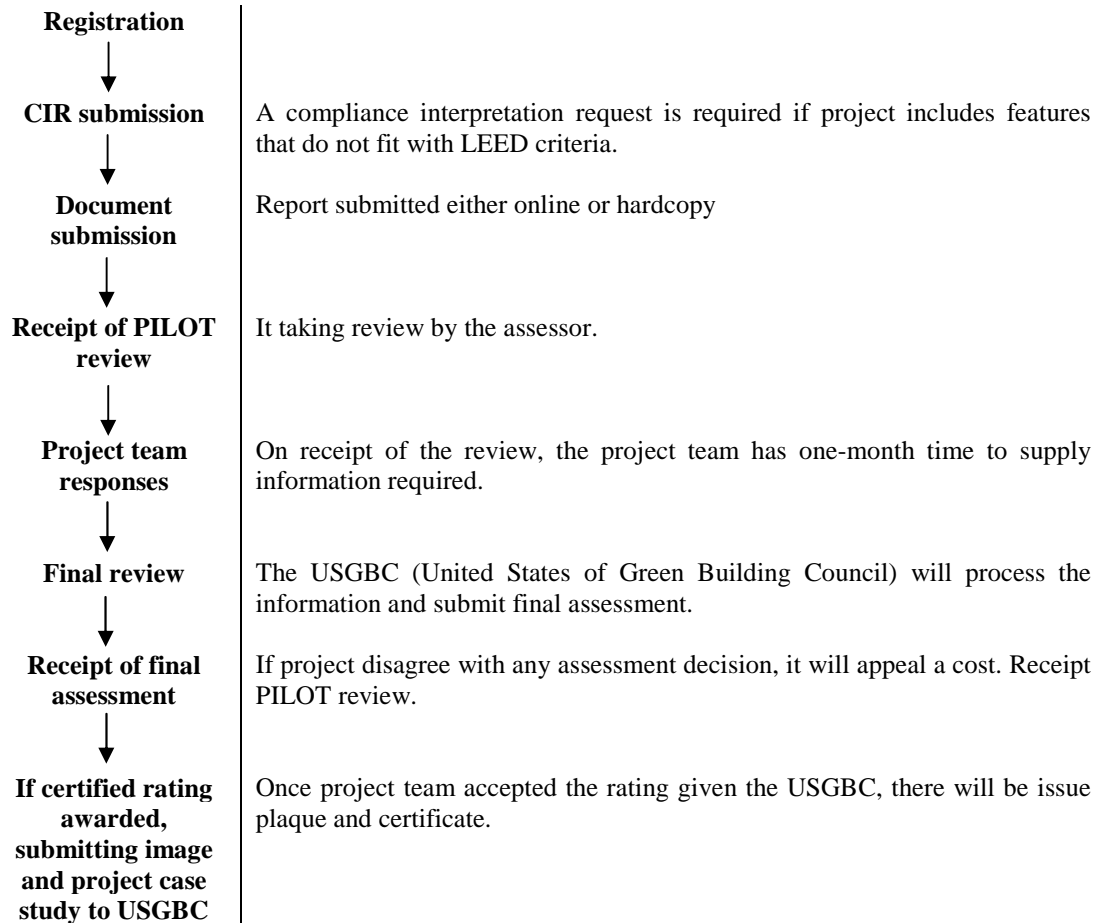 Registration
CIR submission
A compliance interpretation request is required if project includes features
that do not fit with LEED criteria.
Document
submission
Report submitted either online or hardcopy
Receipt of PILOT
review
It taking review by the assessor.
Project team
responses
On receipt of the review, the project team has one-month time to supply
information required.
Final review
The USGBC (United States of Green Building Council) will process the
information and submit final assessment.
Receipt of final
assessment
If project disagree with any assessment decision, it will appeal a cost. Receipt
PILOT review.
If certified rating
awarded,
submitting image
and project case
study to USGBC
Once project team accepted the rating given the USGBC, there will be issue
plaque and certificate.